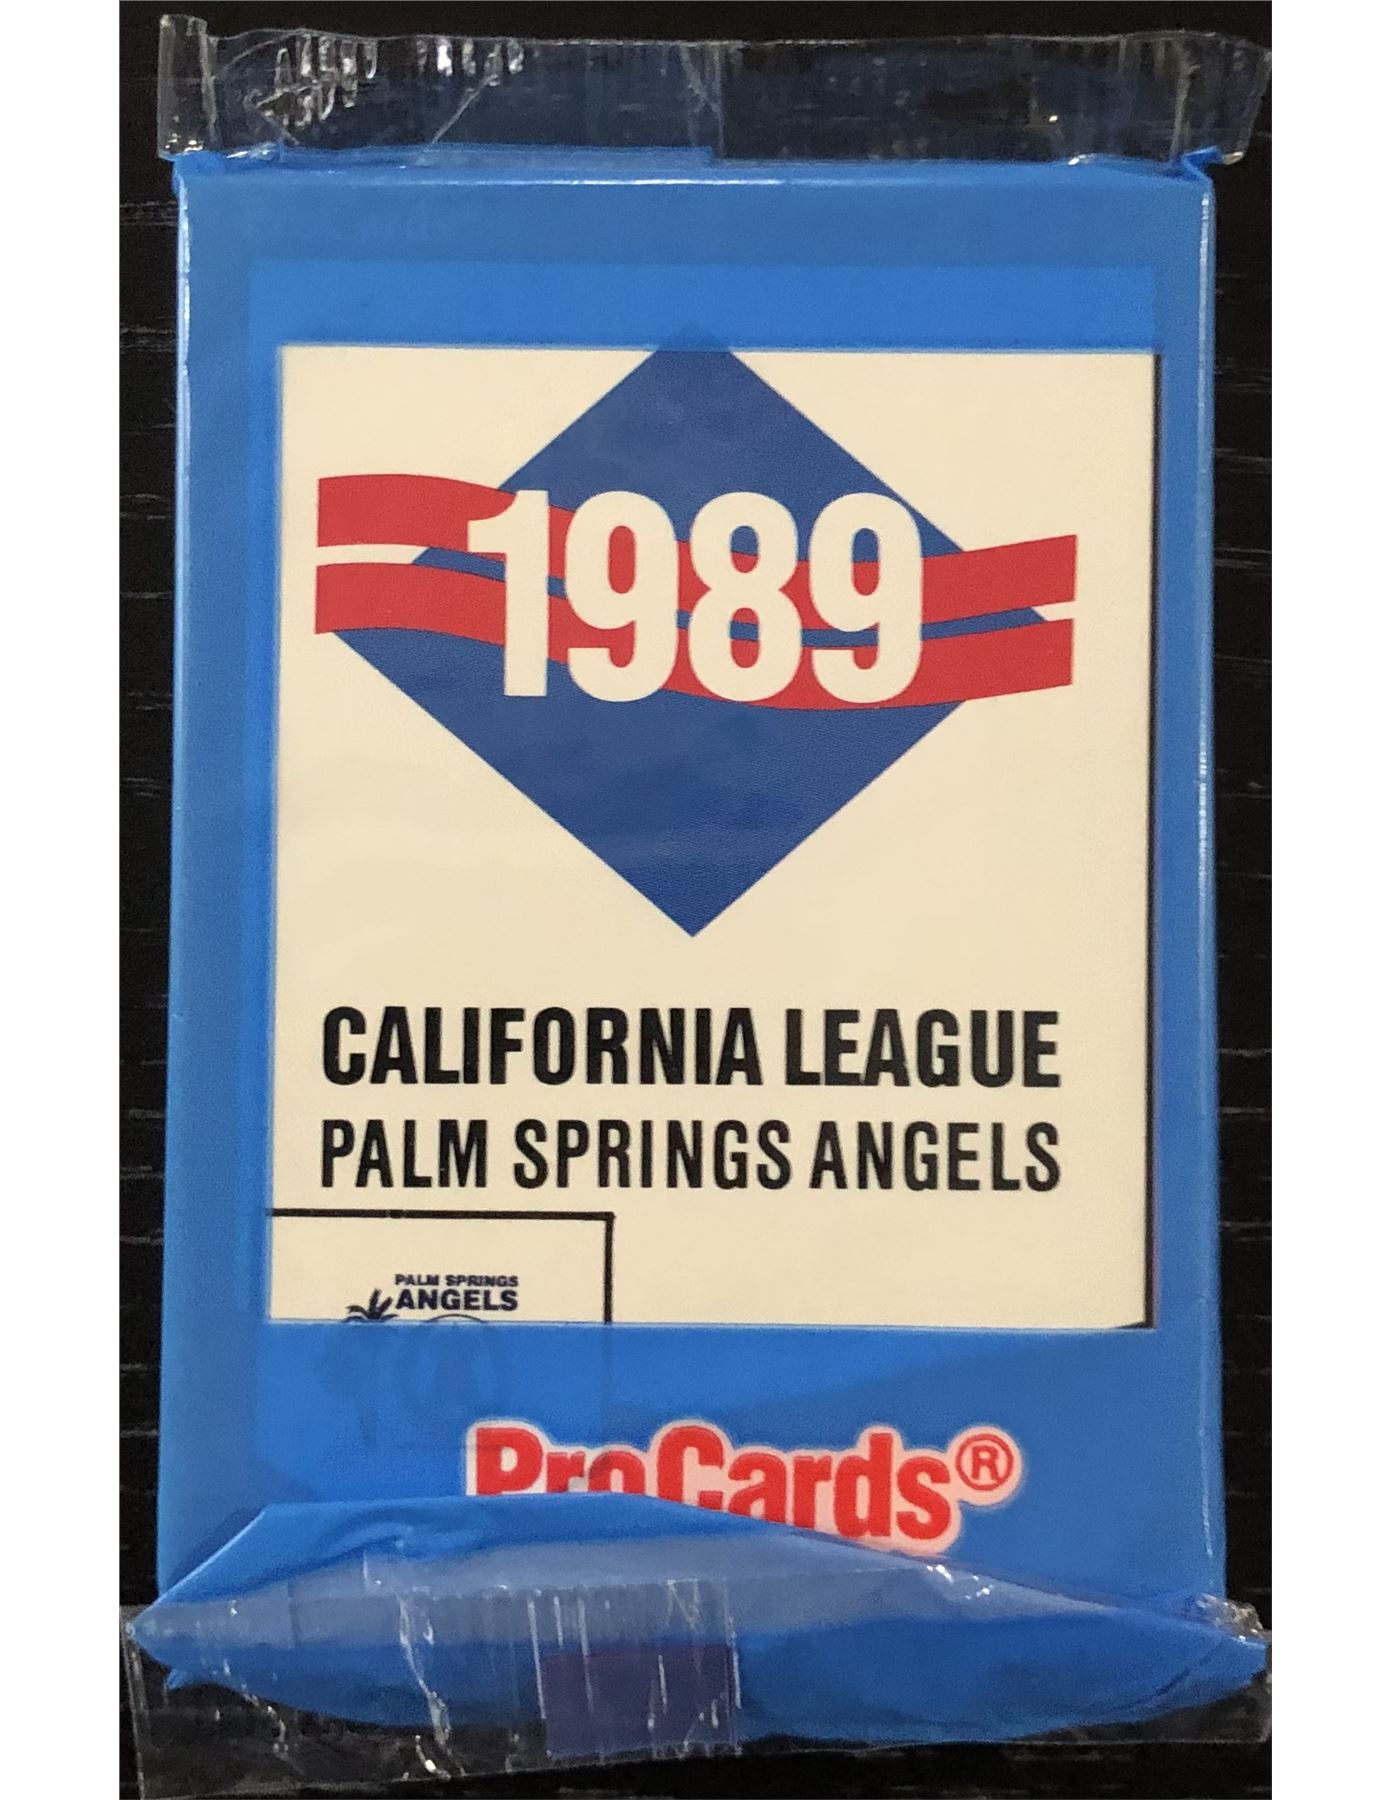 1989
CALIFORNIA LEAGUE
PALM SPRINGS ANGELS
PALM SPRINGS
ANGELS
ProCards®